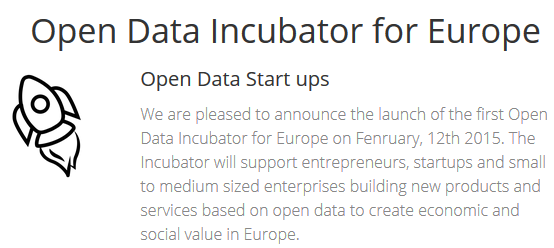 Open Data Incubator for Europe
Open Data Start ups
We are pleased to announce the launch of the first Open
Data Incubator for Europe on Fenruary, 12th 2015. The
Incubator will support entrepreneurs, startups and small
to medium sized enterprises building new products and
services based on open data to create economic and
social value in Europe.